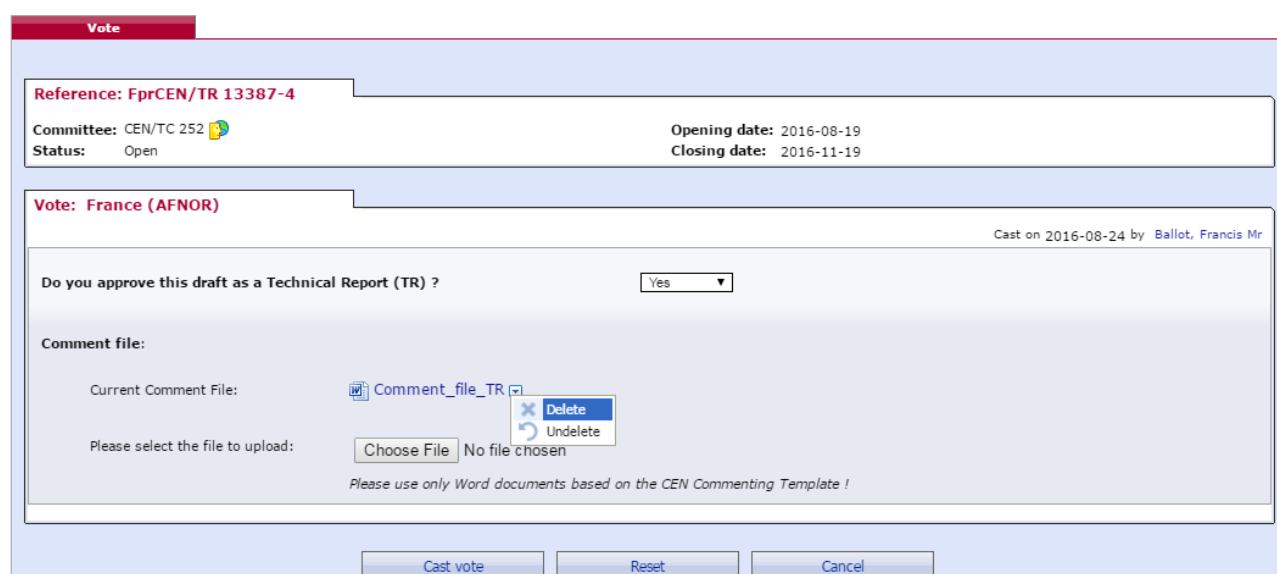 Vote
Reference: FprCEN/TR 13387-4
Committee: CEN/TC 252
Opening date: 2016-08-19
Status: Open
Closing date: 2016-11-19
Vote: France (AFNOR)
Cast on 2016-08-24 by Ballot, Francis Mr
Do you approve this draft as a Technical Report (TR) ?
Yes
Comment file:
Current Comment File:
Comment_file_TR
Delete
Undelete
Please select the file to upload:
Choose File No file chosen
Please use only Word documents based on the CEN Commenting Template !
Cast vote
Reset
Cancel